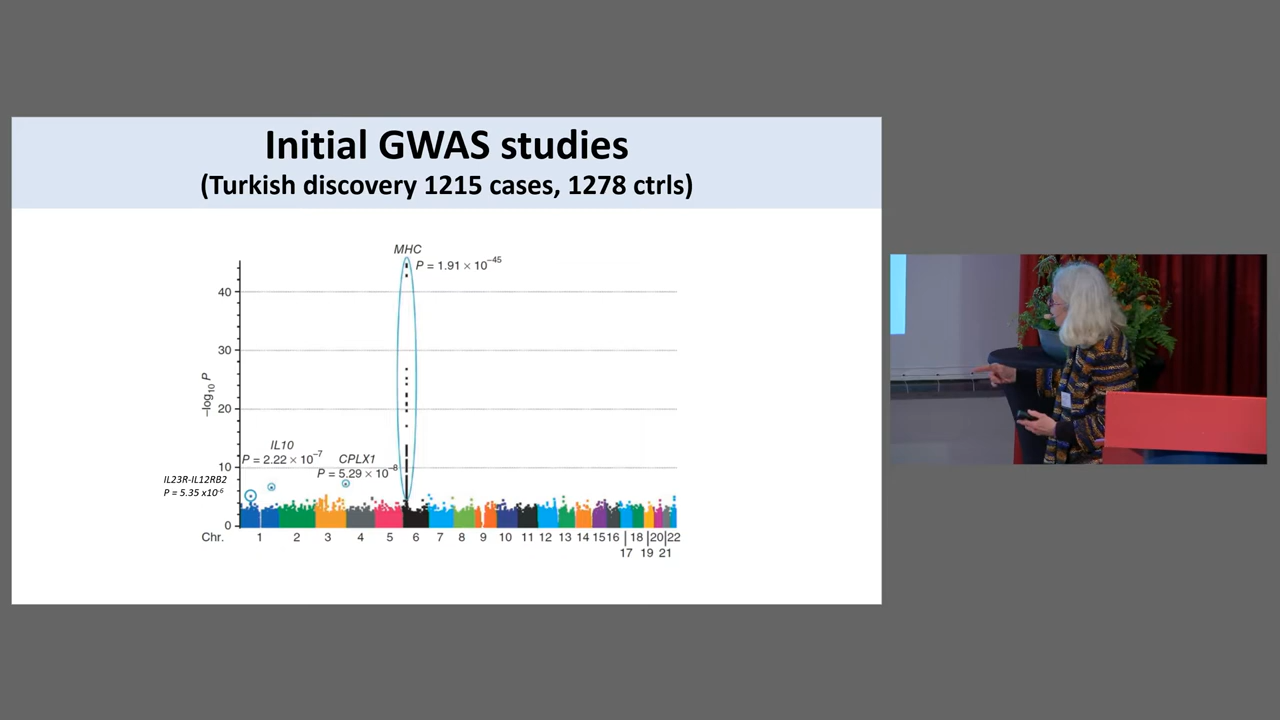 Initial GWAS studies
(Turkish discovery 1215 cases, 1278 ctrls)
MHC
P = 1.91 × 10⁻⁴⁵
40
30
–log₁₀ P
20
IL10
P = 2.22 × 10⁻⁷
CPLX1
P = 5.29 × 10⁻⁸
10
IL23R-IL12RB2
P = 5.35 x10⁻⁶
0
Chr. 1 2 3 4 5 6 7 8 9 10 11 12 13 14 15 16 | 18 | 20 | 22
17 19 21